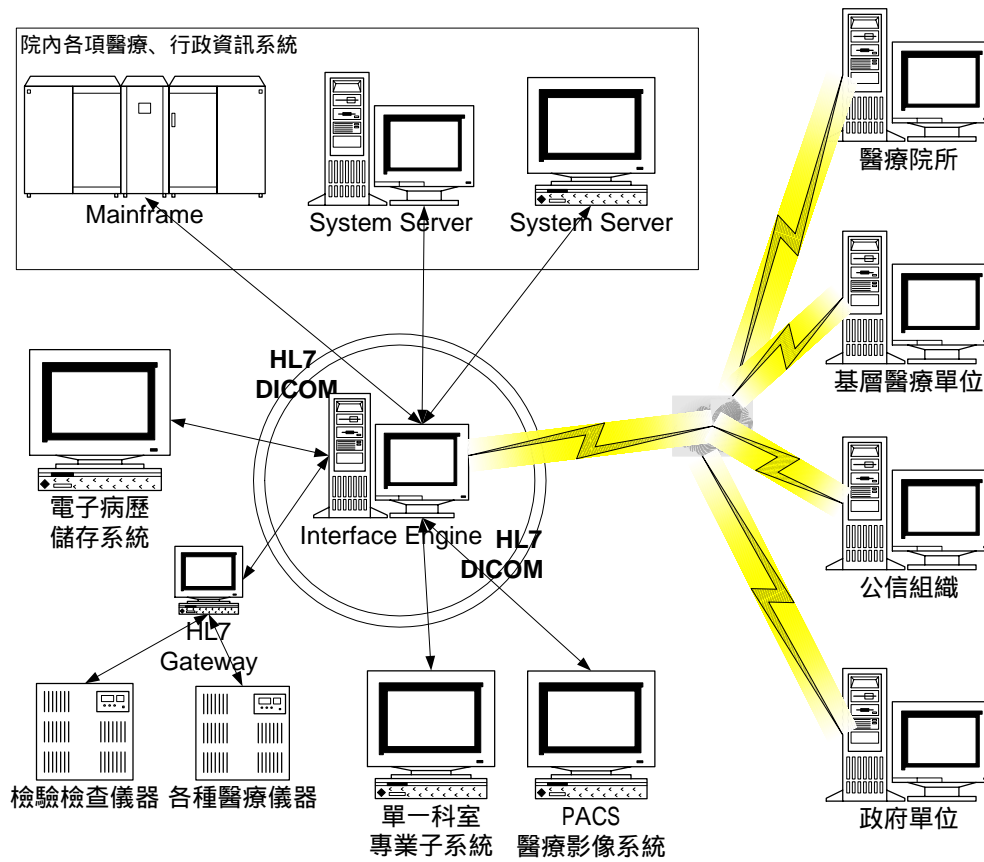 院內各項醫療、行政資訊系統
Mainframe
System Server
System Server
醫療院所
基層醫療單位
HL7
DICOM
電子病歷
儲存系統
Interface Engine
HL7
DICOM
公信組織
HL7
Gateway
檢驗檢查儀器
各種醫療儀器
單一科室
專業子系統
PACS
醫療影像系統
政府單位